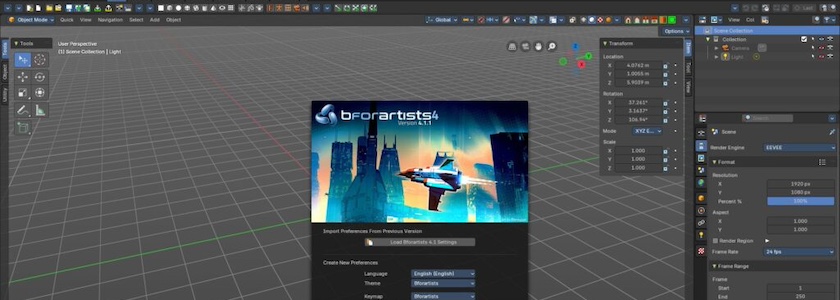 Object Mode
View
Select
Add
Object
Global
Options
View
Col
Scene Collection
Collection
Camera
Light
Tools
Tools
Object
Utility
User Perspective
(1) Scene Collection | Light
Transform
Location
X 4.0762 m
Y 1.0055 m
Z 5.9039 m
Rotation
X 37.261°
Y 3.1637°
Z 106.94°
Mode XYZ E...
Scale
X 1.000
Y 1.000
Z 1.000
Item
Tool
View
bforartists4
Version 4.1.1
Import Preferences From Previous Version
Load Bforartists 4.1 Settings
Create New Preferences
Language English (English)
Theme Bforartists
Keymap Bforartists
Search
Scene
Render Engine EEVEE
Format
Resolution
X 1920 px
Y 1080 px
Percent % 100%
Aspect
X 1.000
Y 1.000
Render Region
Frame Rate 24 fps
Frame Range
Frame
Start 1
End 250